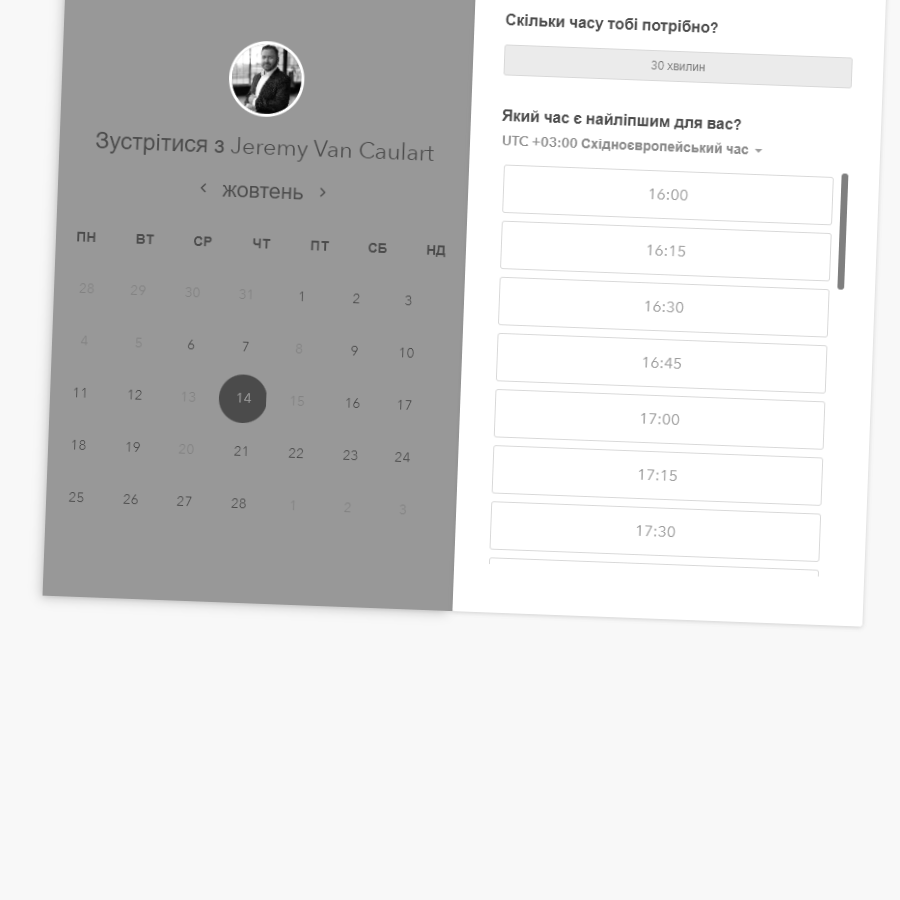 Зустрітися з Jeremy Van Caulart
‹ жовтень ›
ПН ВТ СР ЧТ ПТ СБ НД
28 29 30 31 1 2 3
4 5 6 7 8 9 10
11 12 13 14 15 16 17
18 19 20 21 22 23 24
25 26 27 28 1 2 3
Скільки часу тобі потрібно?
30 хвилин
Який час є найліпшим для вас?
UTC +03:00 Східноєвропейський час
16:00
16:15
16:30
16:45
17:00
17:15
17:30